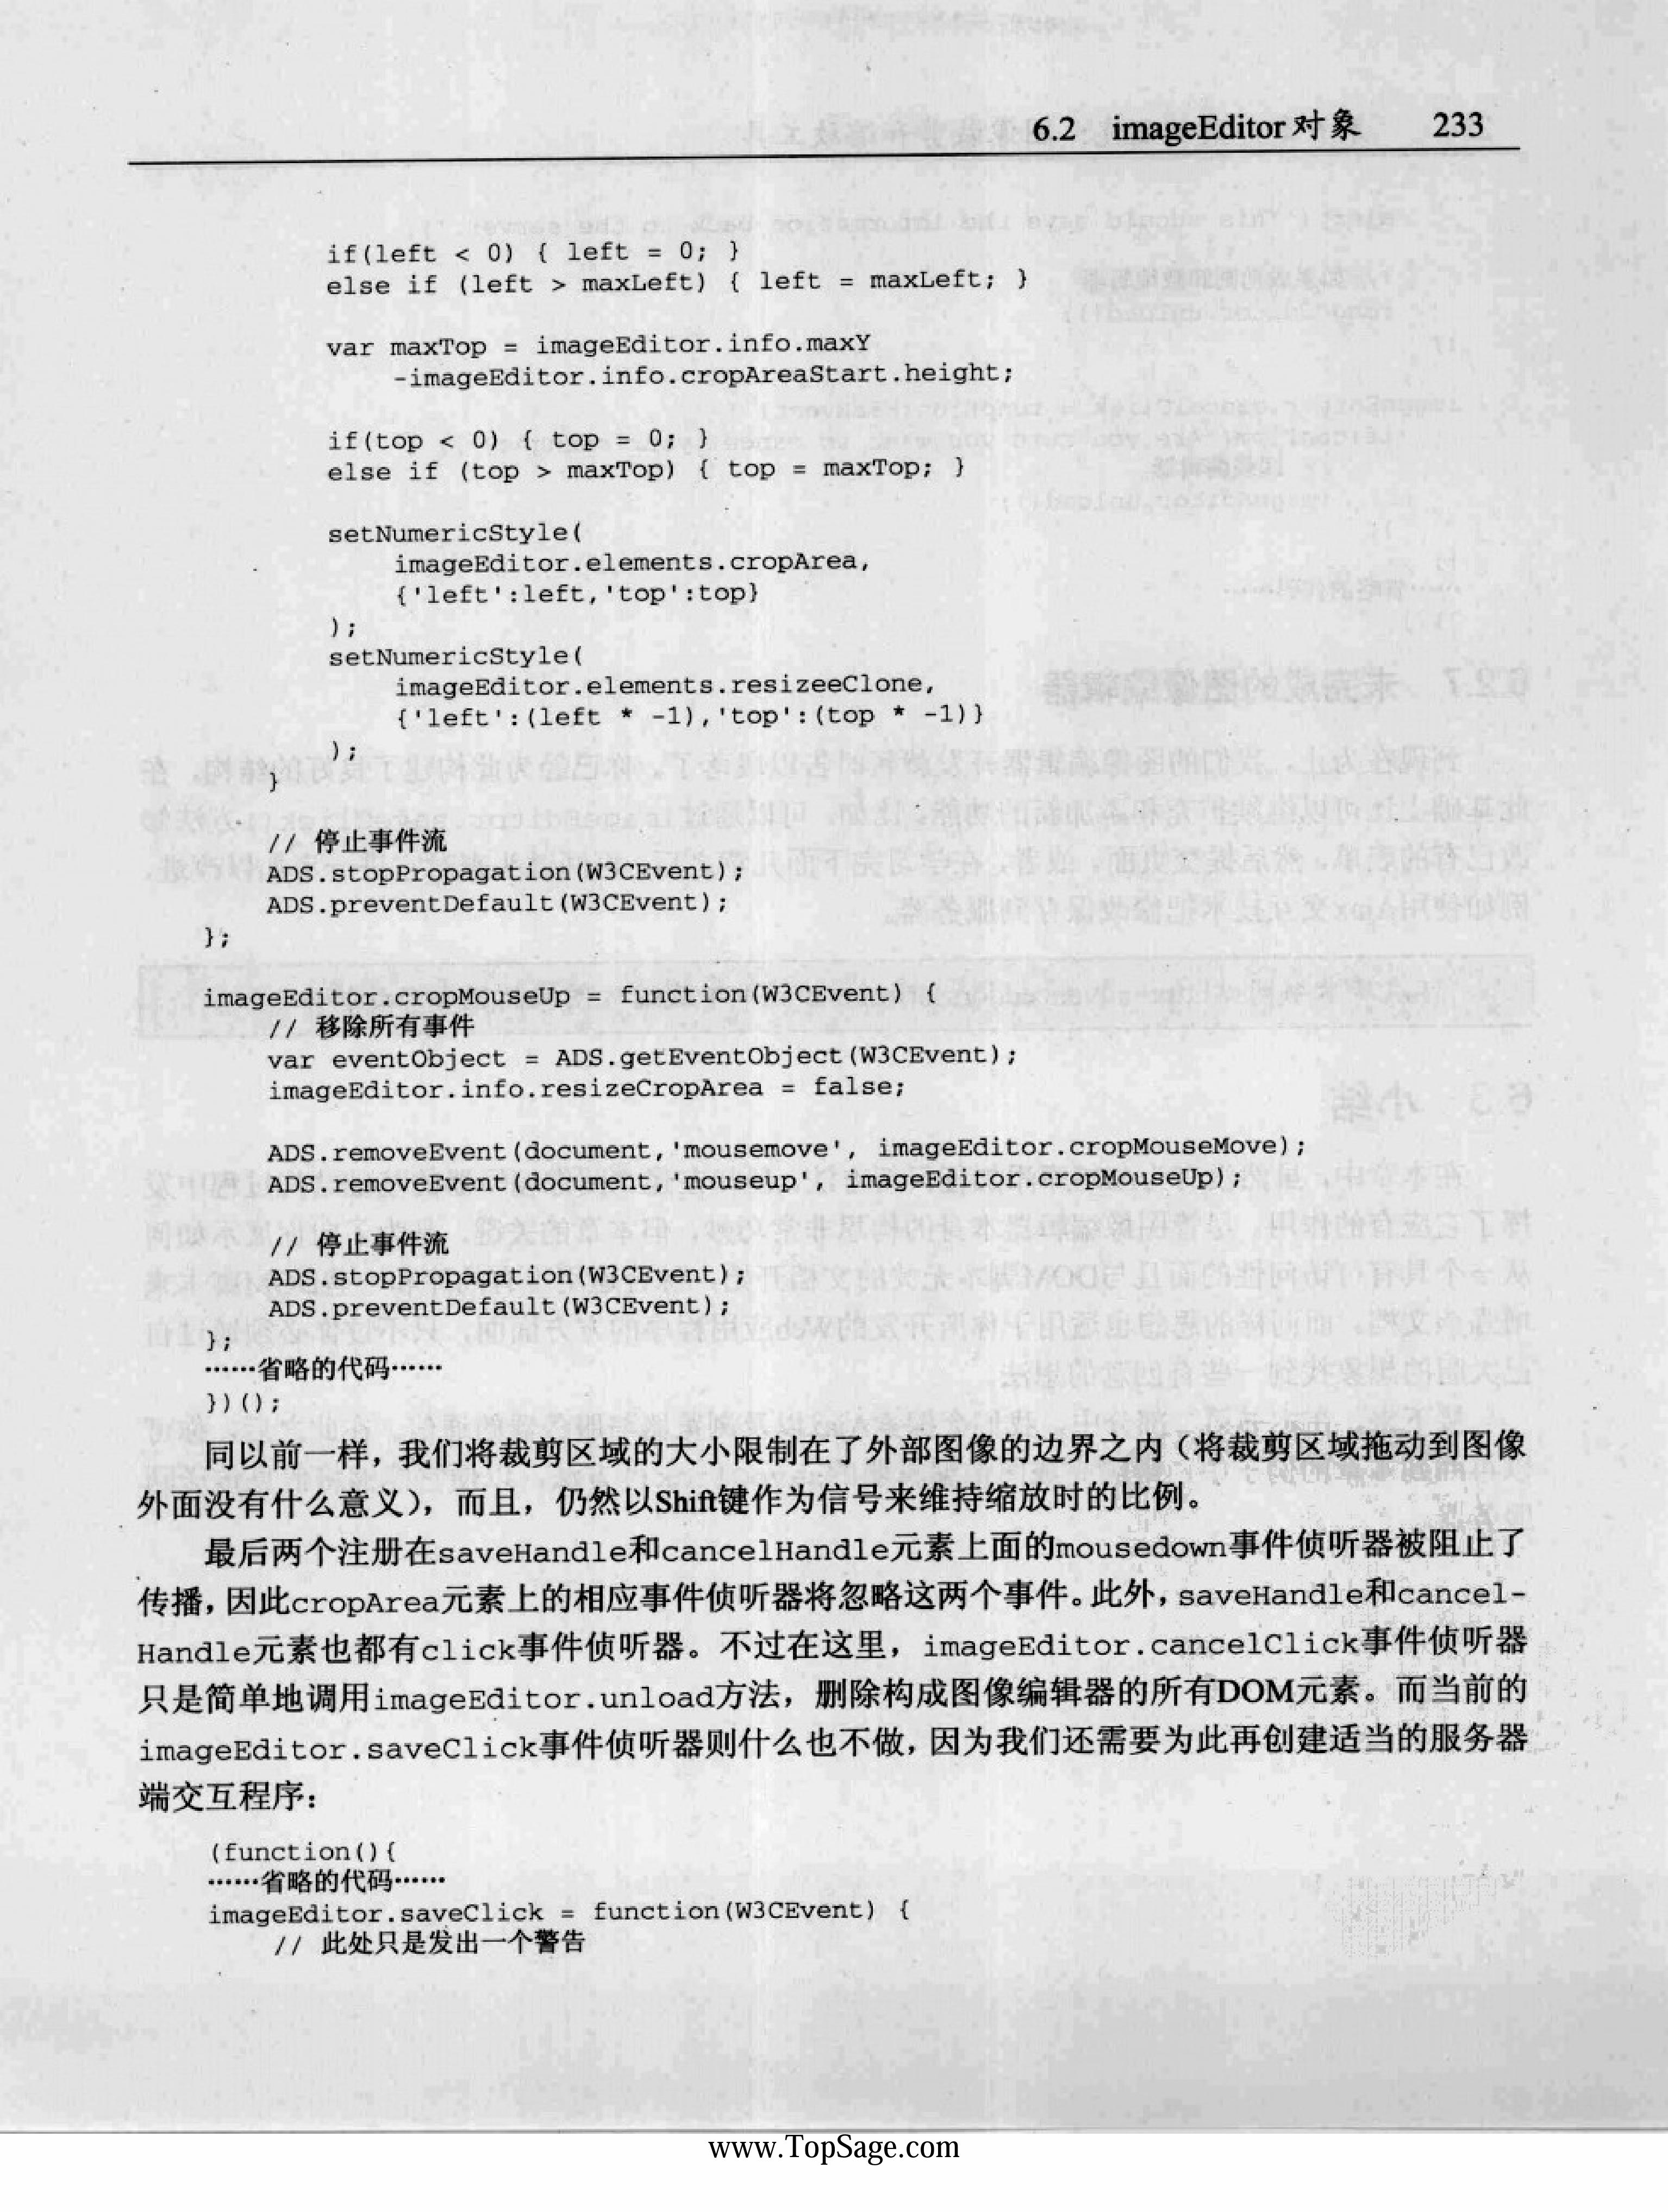 6.2 imageEditor对象 233
if(left < 0) { left = 0; }
else if (left > maxLeft) { left = maxLeft; }
var maxTop = imageEditor.info.maxY
-imageEditor.info.cropAreaStart.height;
if(top < 0) { top = 0; }
else if (top > maxTop) { top = maxTop; }
setNumericStyle(
imageEditor.elements.cropArea,
{'left':left,'top':top}
);
setNumericStyle(
imageEditor.elements.resizeeClone,
{'left':(left * -1),'top':(top * -1)}
);
}
// 停止事件流
ADS.stopPropagation(W3CEvent);
ADS.preventDefault(W3CEvent);
};
imageEditor.cropMouseUp = function(W3CEvent) {
// 移除所有事件
var eventObject = ADS.getEventObject(W3CEvent);
imageEditor.info.resizeCropArea = false;
ADS.removeEvent(document,'mousemove', imageEditor.cropMouseMove);
ADS.removeEvent(document,'mouseup', imageEditor.cropMouseUp);
// 停止事件流
ADS.stopPropagation(W3CEvent);
ADS.preventDefault(W3CEvent);
};
……省略的代码……
})();
同以前一样，我们将裁剪区域的大小限制在了外部图像的边界之内（将裁剪区域拖动到图像
外面没有什么意义），而且，仍然以Shift键作为信号来维持缩放时的比例。
最后两个注册在saveHandle和cancelHandle元素上面的mousedown事件侦听器被阻止了
传播，因此cropArea元素上的相应事件侦听器将忽略这两个事件。此外，saveHandle和cancel-
Handle元素也都有click事件侦听器。不过在这里，imageEditor.cancelClick事件侦听器
只是简单地调用imageEditor.unload方法，删除构成图像编辑器的所有DOM元素。而当前的
imageEditor.saveClick事件侦听器则什么也不做，因为我们还需要为此再创建适当的服务器
端交互程序：
(function(){
……省略的代码……
imageEditor.saveClick = function(W3CEvent) {
// 此处只是发出一个警告
www.TopSage.com